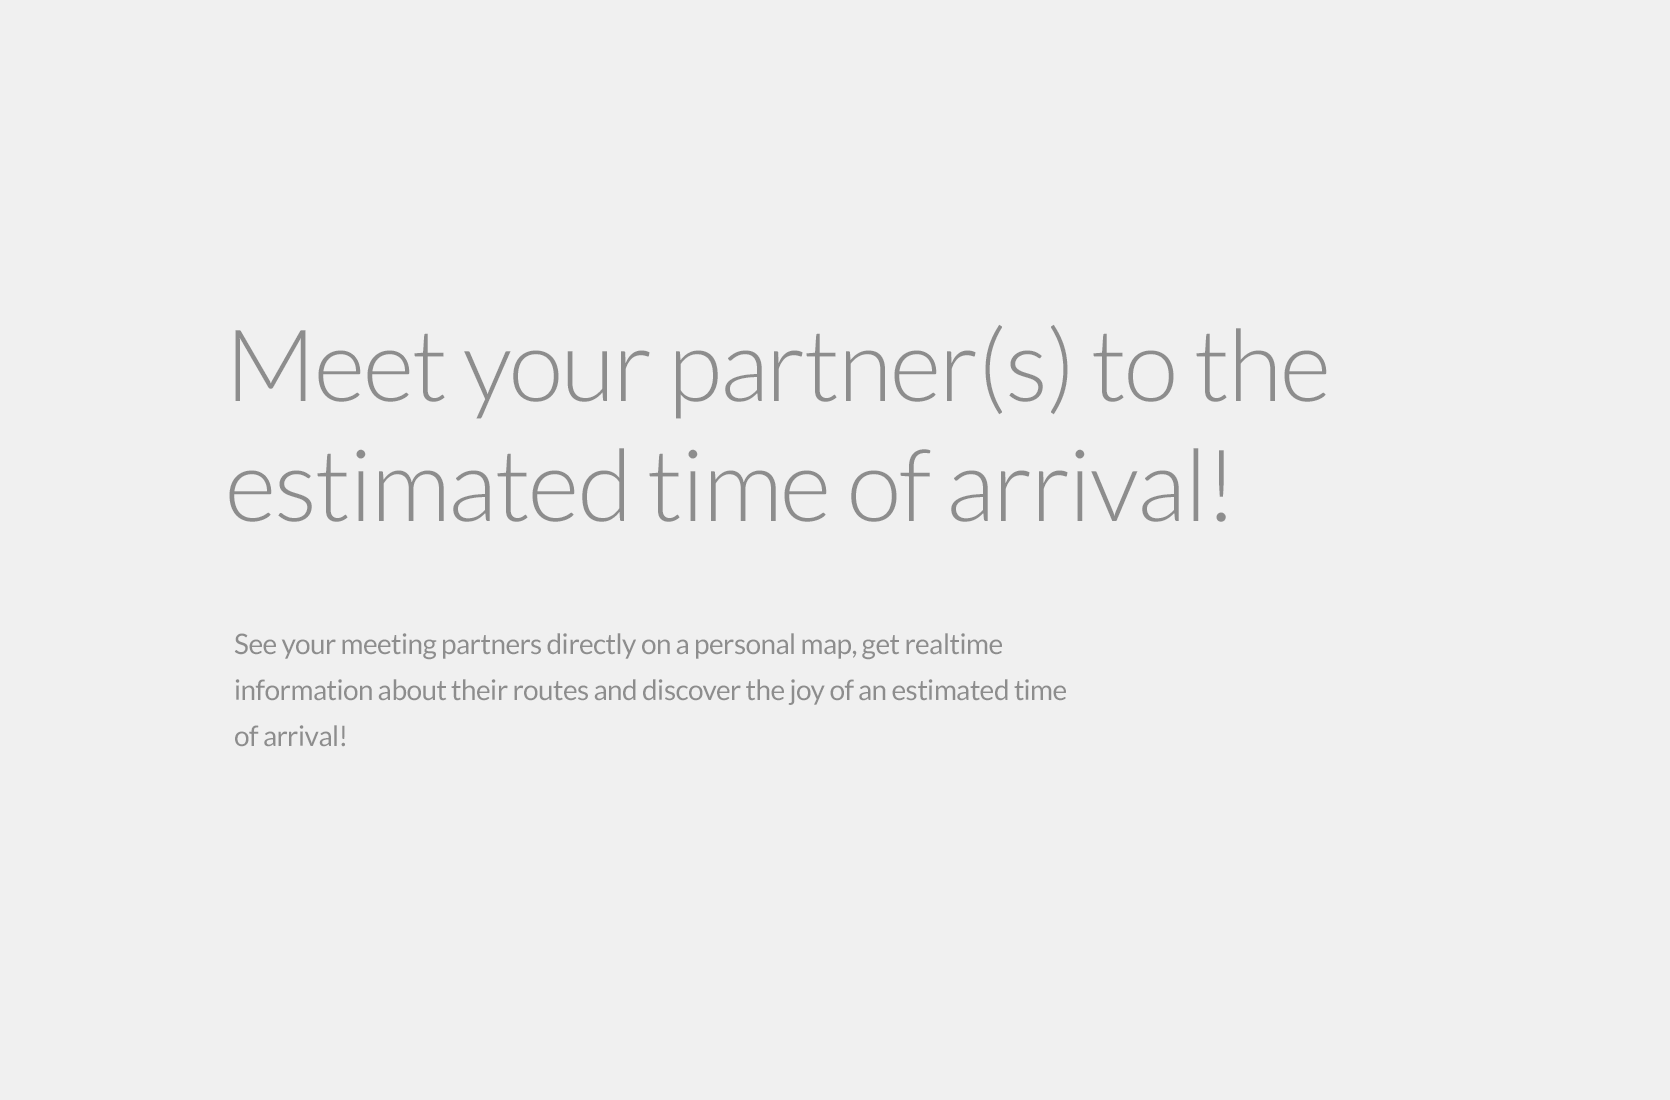 Meet your partner(s) to the
estimated time of arrival!
See your meeting partners directly on a personal map, get realtime
information about their routes and discover the joy of an estimated time
of arrival!